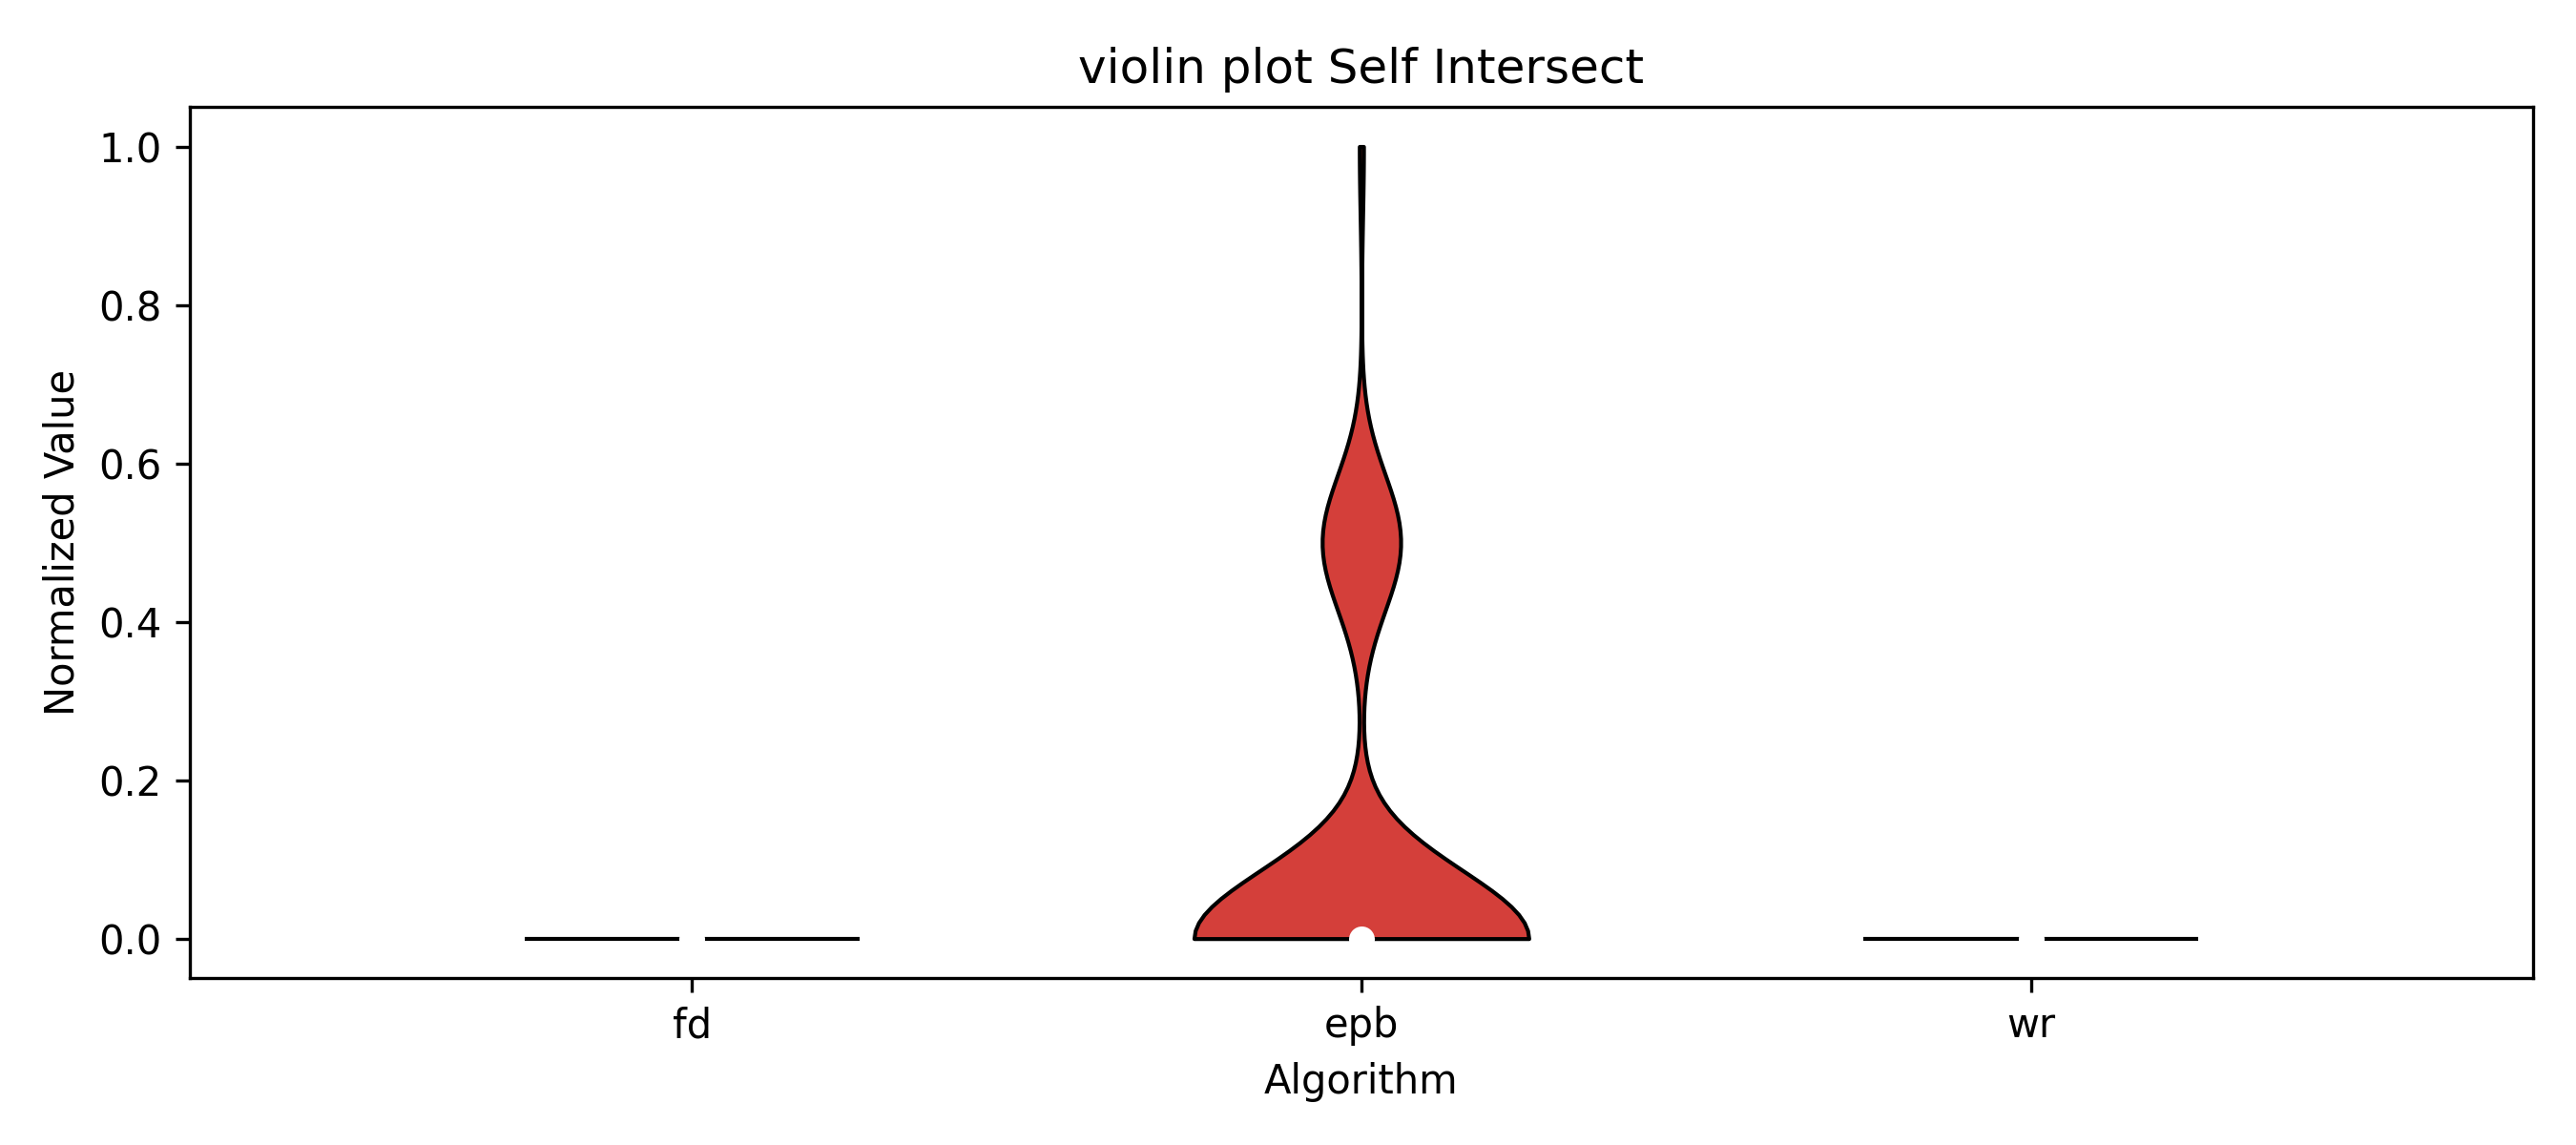 violin plot Self Intersect
Normalized Value
1.0
0.8
0.6
0.4
0.2
0.0
fd
epb
wr
Algorithm